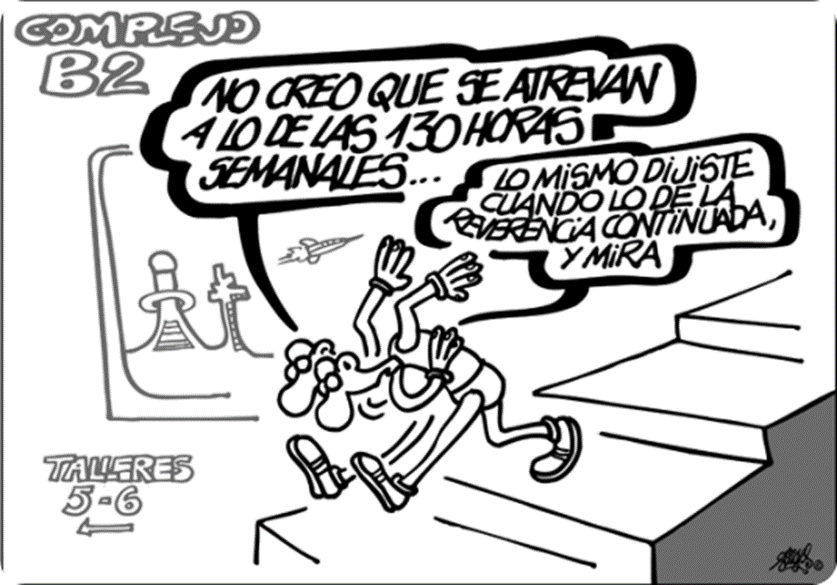 COMPLEJO
B2
NO CREO QUE SE ATREVAN
A LO DE LAS 130 HORAS
SEMANALES...
LO MISMO DIJISTE
CUANDO LO DE LA
REVERENCIA CONTINUADA,
Y MIRA
TALLERES
5-6